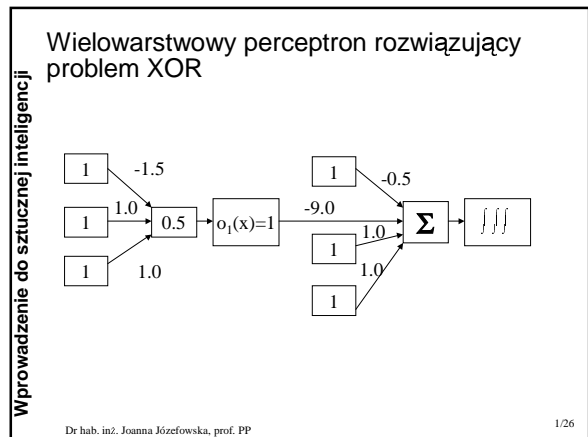 Wielowarstwowy perceptron rozwiązujący
problem XOR
Wprowadzenie do sztucznej inteligencji
1
-1.5
1
1.0
0.5
o₁(x)=1
-9.0
1
1.0
1
-0.5
Σ
∫∫∫
1
1.0
1
1.0
Dr hab. inż. Joanna Józefowska, prof. PP
1/26